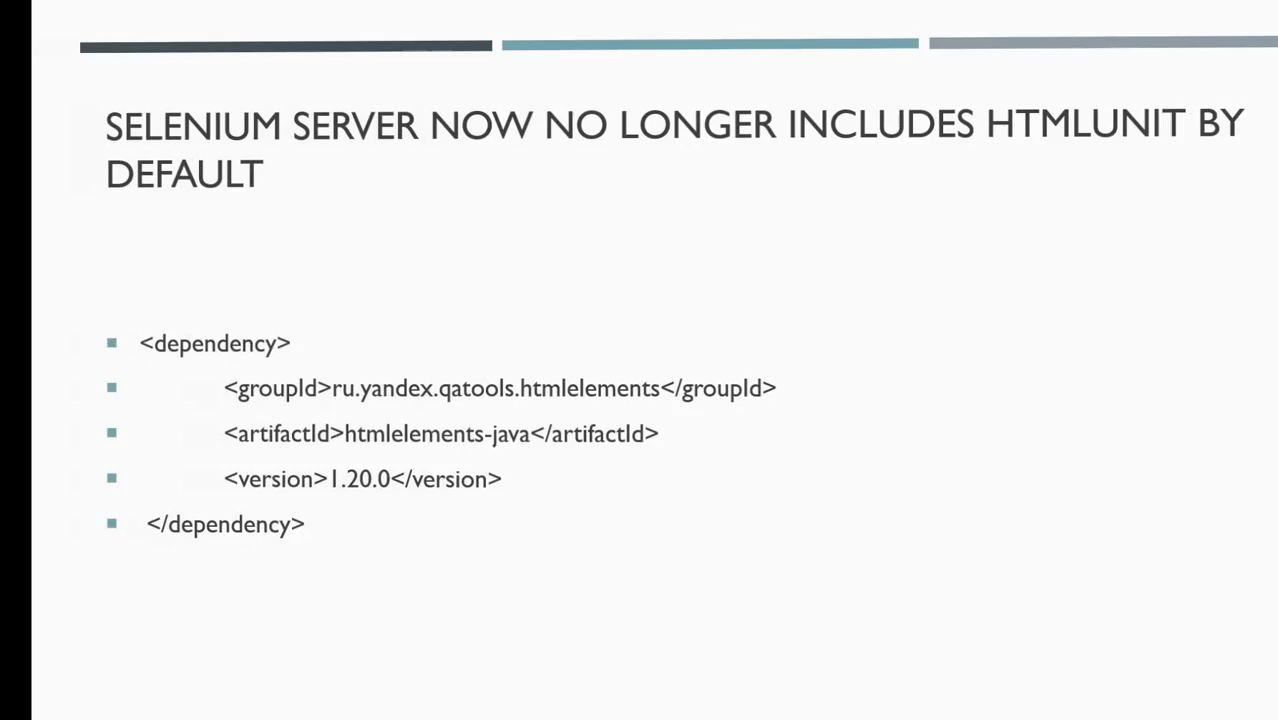 SELENIUM SERVER NOW NO LONGER INCLUDES HTMLUNIT BY
DEFAULT
<dependency>
<groupId>ru.yandex.qatools.htmlelements</groupId>
<artifactId>htmlelements-java</artifactId>
<version>1.20.0</version>
</dependency>